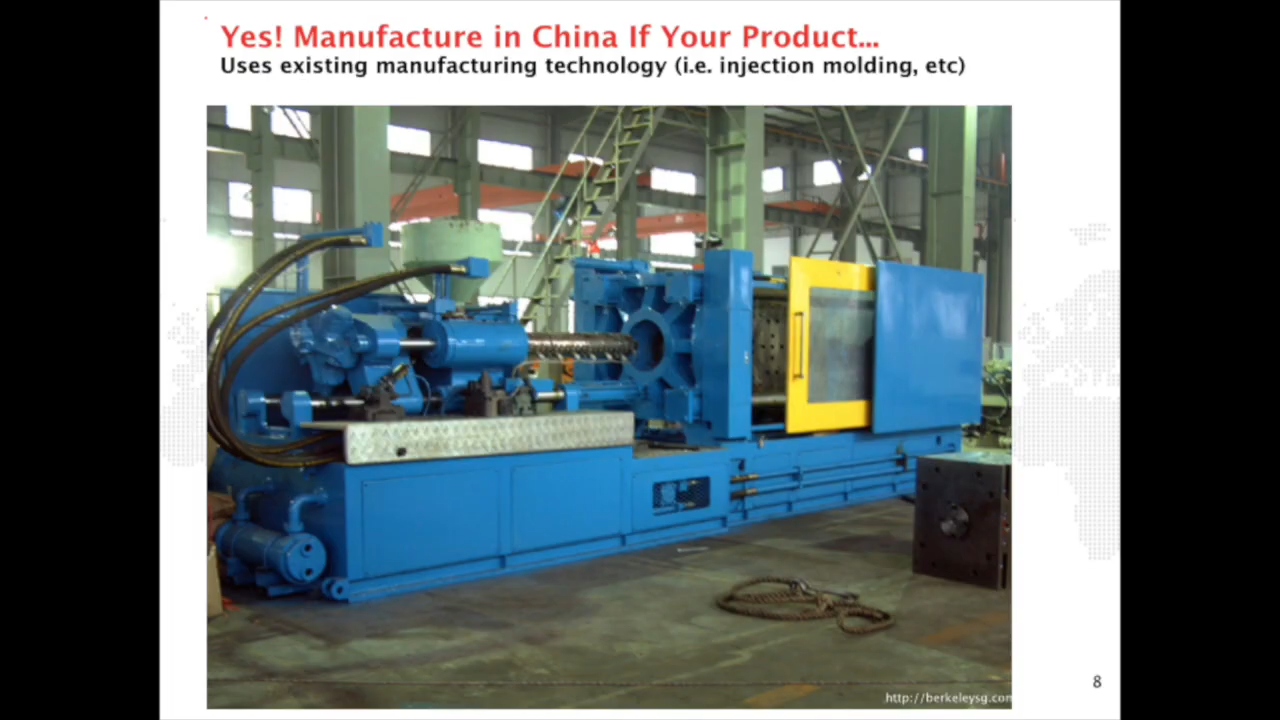 Yes! Manufacture in China If Your Product...
Uses existing manufacturing technology (i.e. injection molding, etc)
http://berkeleysg.com
8